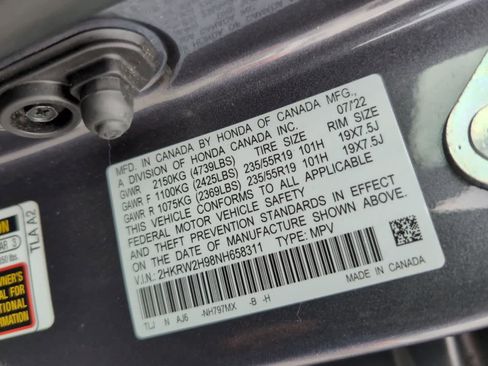 MFD. IN CANADA BY HONDA OF CANADA MFG., 07/'22
A DIVISION OF HONDA CANADA INC.
GVWR 2150KG (4739LBS) TIRE SIZE RIM SIZE
GAWR F 1100KG (2425LBS) 235/55R19 101H 19X7.5J
GAWR R 1075KG (2369LBS) 235/55R19 101H 19X7.5J
THIS VEHICLE CONFORMS TO ALL APPLICABLE
FEDERAL MOTOR VEHICLE SAFETY
AND THEFT PREVENTION STANDARDS IN EFFECT
ON THE DATE OF MANUFACTURE SHOWN ABOVE.
V.I.N.: 2HKRW2H98NH658311 TYPE: MPV
MADE IN CANADA
TLJ N AJ6 -NH797MX -B -H
TLA A2